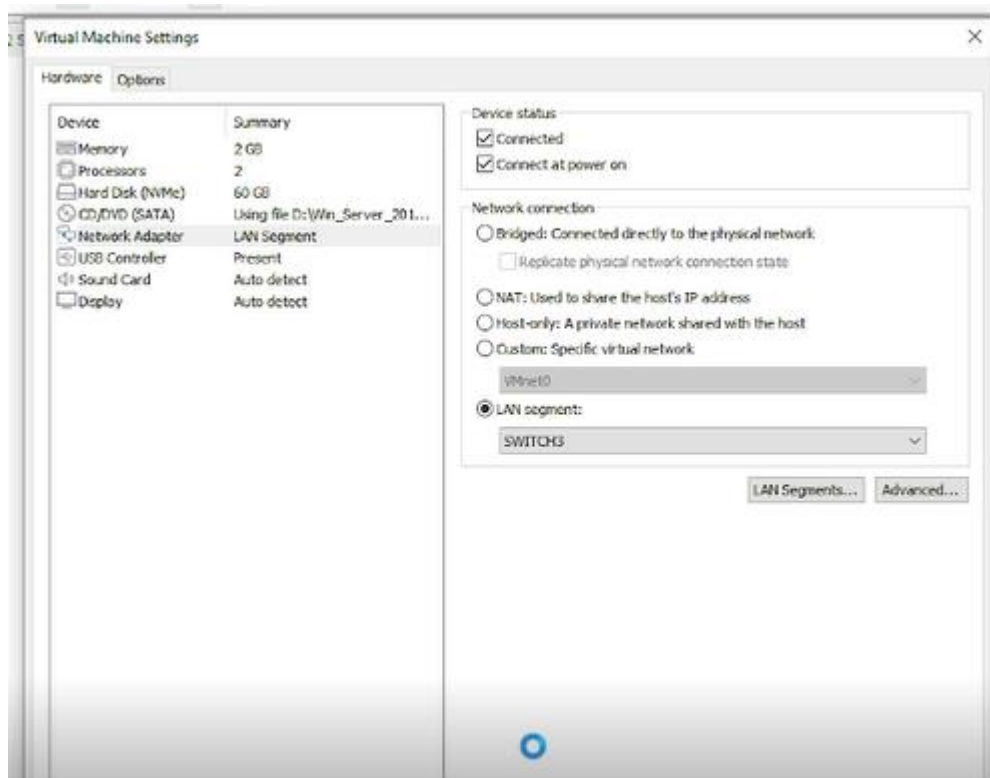 Virtual Machine Settings
Hardware Options
Device Summary
Memory 2 GB
Processors 2
Hard Disk (NVMe) 60 GB
CD/DVD (SATA) Using file D:\Win_Server_201...
Network Adapter LAN Segment
USB Controller Present
Sound Card Auto detect
Display Auto detect
Device status
Connected
Connect at power on
Network connection
Bridged: Connected directly to the physical network
Replicate physical network connection state
NAT: Used to share the host's IP address
Host-only: A private network shared with the host
Custom: Specific virtual network
VMnet0
LAN segment:
SWITCH3
LAN Segments... Advanced...